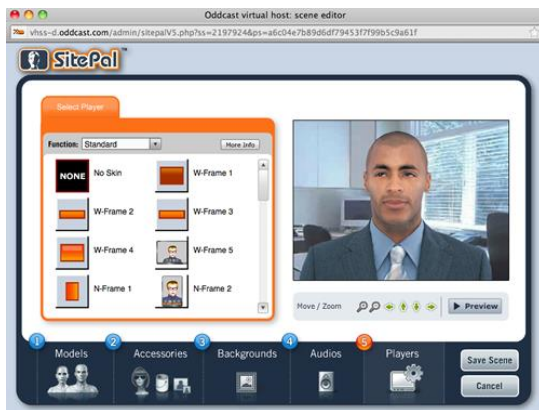 Oddcast virtual host: scene editor
vhss-d.oddcast.com/admin/sitepalV5.php?ss=2197924&ps=a6c04e7b89d6df79453f7f99b5c9a61f
SitePal™
Select Player
Function: Standard More Info
NONE No Skin W-Frame 1
W-Frame 2 W-Frame 3
W-Frame 4 W-Frame 5
N-Frame 1 N-Frame 2
Move / Zoom Preview
1 Models 2 Accessories 3 Backgrounds 4 Audios 5 Players
Save Scene
Cancel